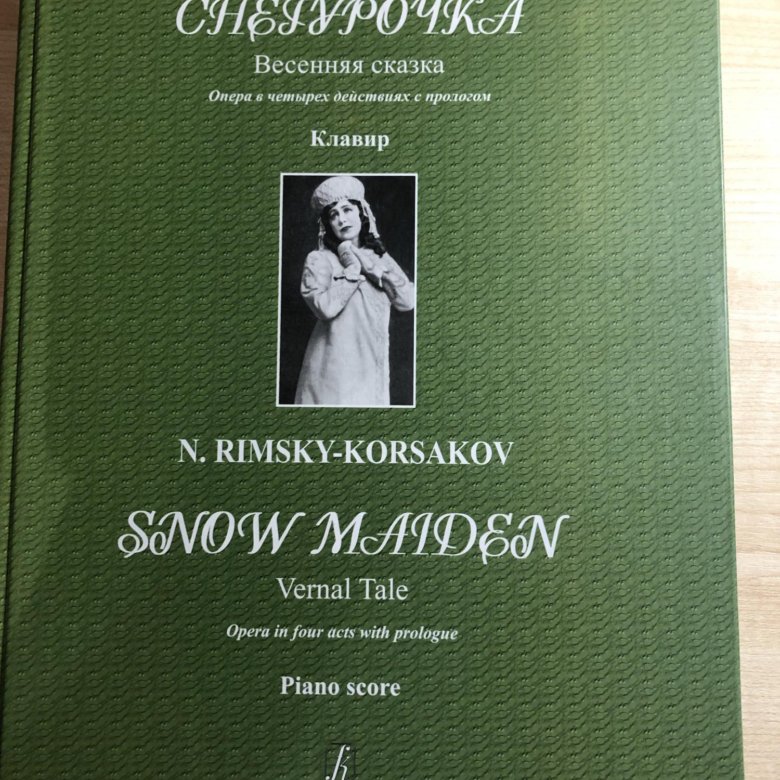 СНЕГУРОЧКА
Весенняя сказка
Опера в четырех действиях с прологом
Клавир
N. RIMSKY-KORSAKOV
SNOW MAIDEN
Vernal Tale
Opera in four acts with prologue
Piano score